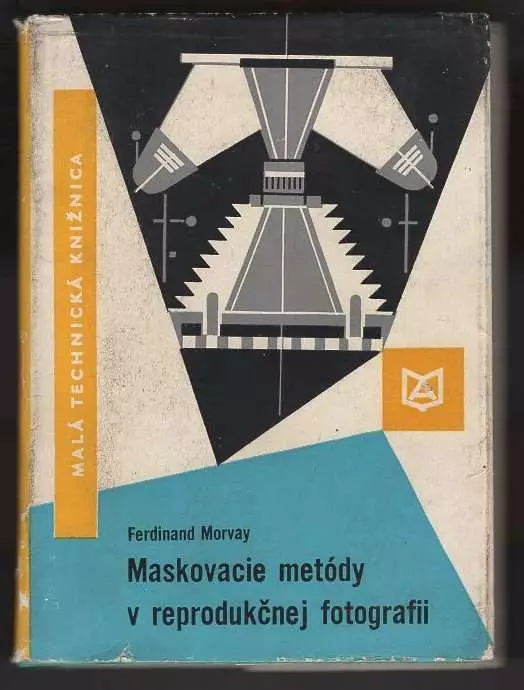 MALÁ TECHNICKÁ KNIŽNICA
Ferdinand Morvay
Maskovacie metódy
v reprodukčnej fotografii